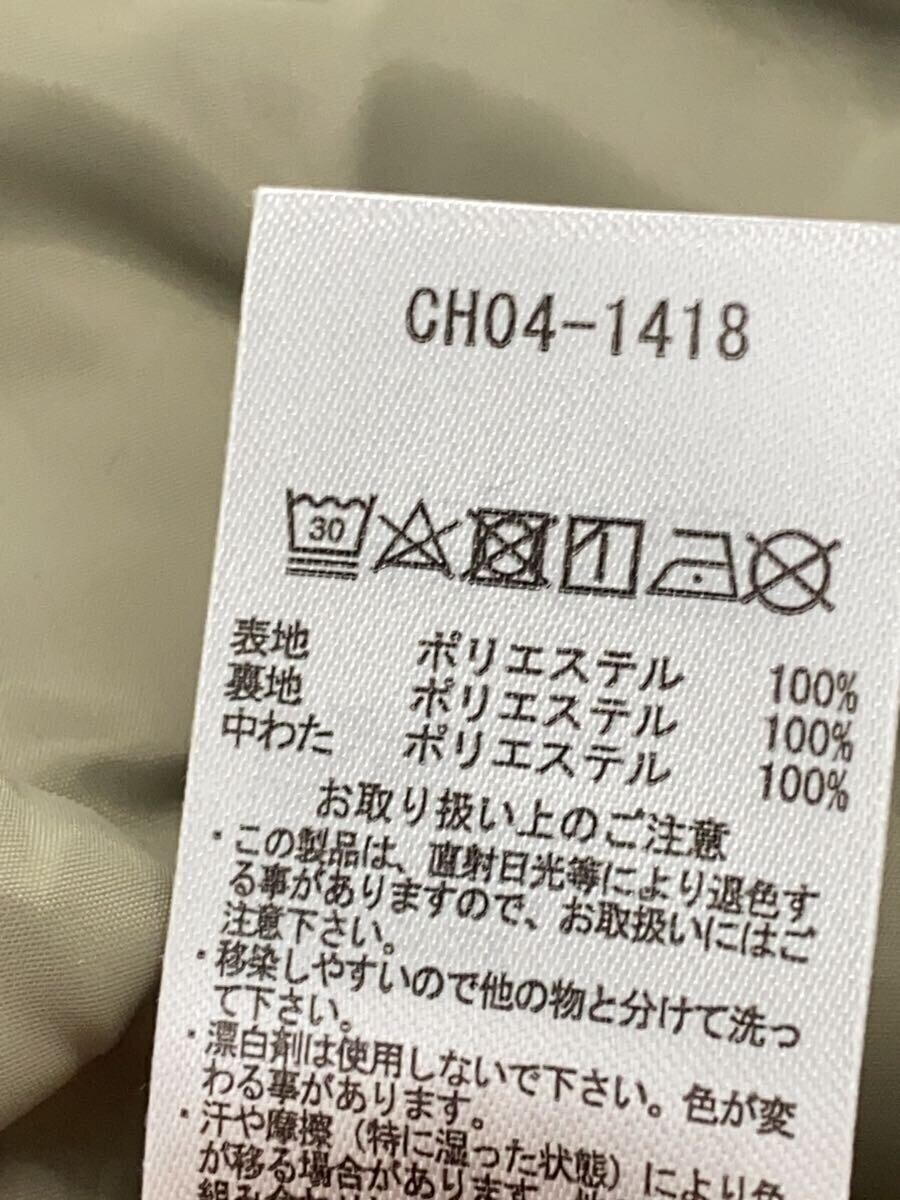 CH04-1418
30
表地 ポリエステル 100%
裏地 ポリエステル 100%
中わた ポリエステル 100%
お取り扱い上のご注意
・この製品は、直射日光等により退色す
る事がありますので、お取扱いにはご
注意下さい。
・移染しやすいので他の物と分けて洗っ
て下さい。
・漂白剤は使用しないで下さい。色が変
わる事があります。
・汗や摩擦（特に湿った状態）により色
が移る場合があります。